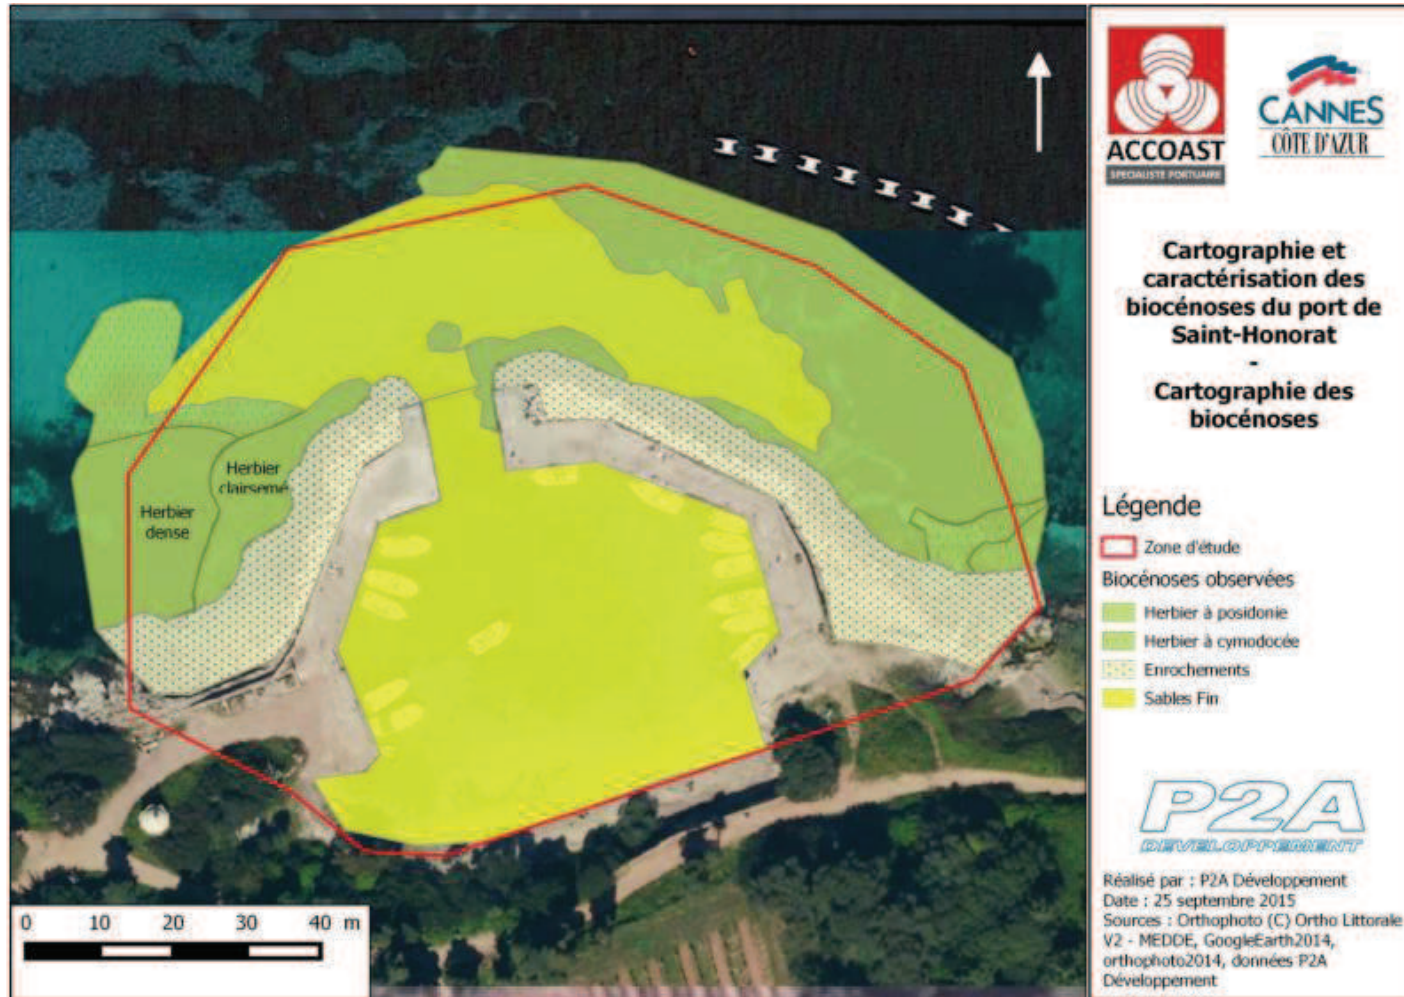 ACCOAST
SPECIALISTE PORTUAIRE
CANNES
CÔTE D'AZUR
Cartographie et
caractérisation des
biocénoses du port de
Saint-Honorat
-
Cartographie des
biocénoses
Herbier
clairsemé
Herbier
dense
Légende
Zone d'étude
Biocénoses observées
Herbier à posidonie
Herbier à cymodocée
Enrochements
Sables Fin
P2A
DEVELOPPEMENT
Réalisé par : P2A Développement
Date : 25 septembre 2015
Sources : Orthophoto (C) Ortho Littorale
V2 - MEDDE, GoogleEarth2014,
orthophoto2014, données P2A
Développement
0 10 20 30 40 m